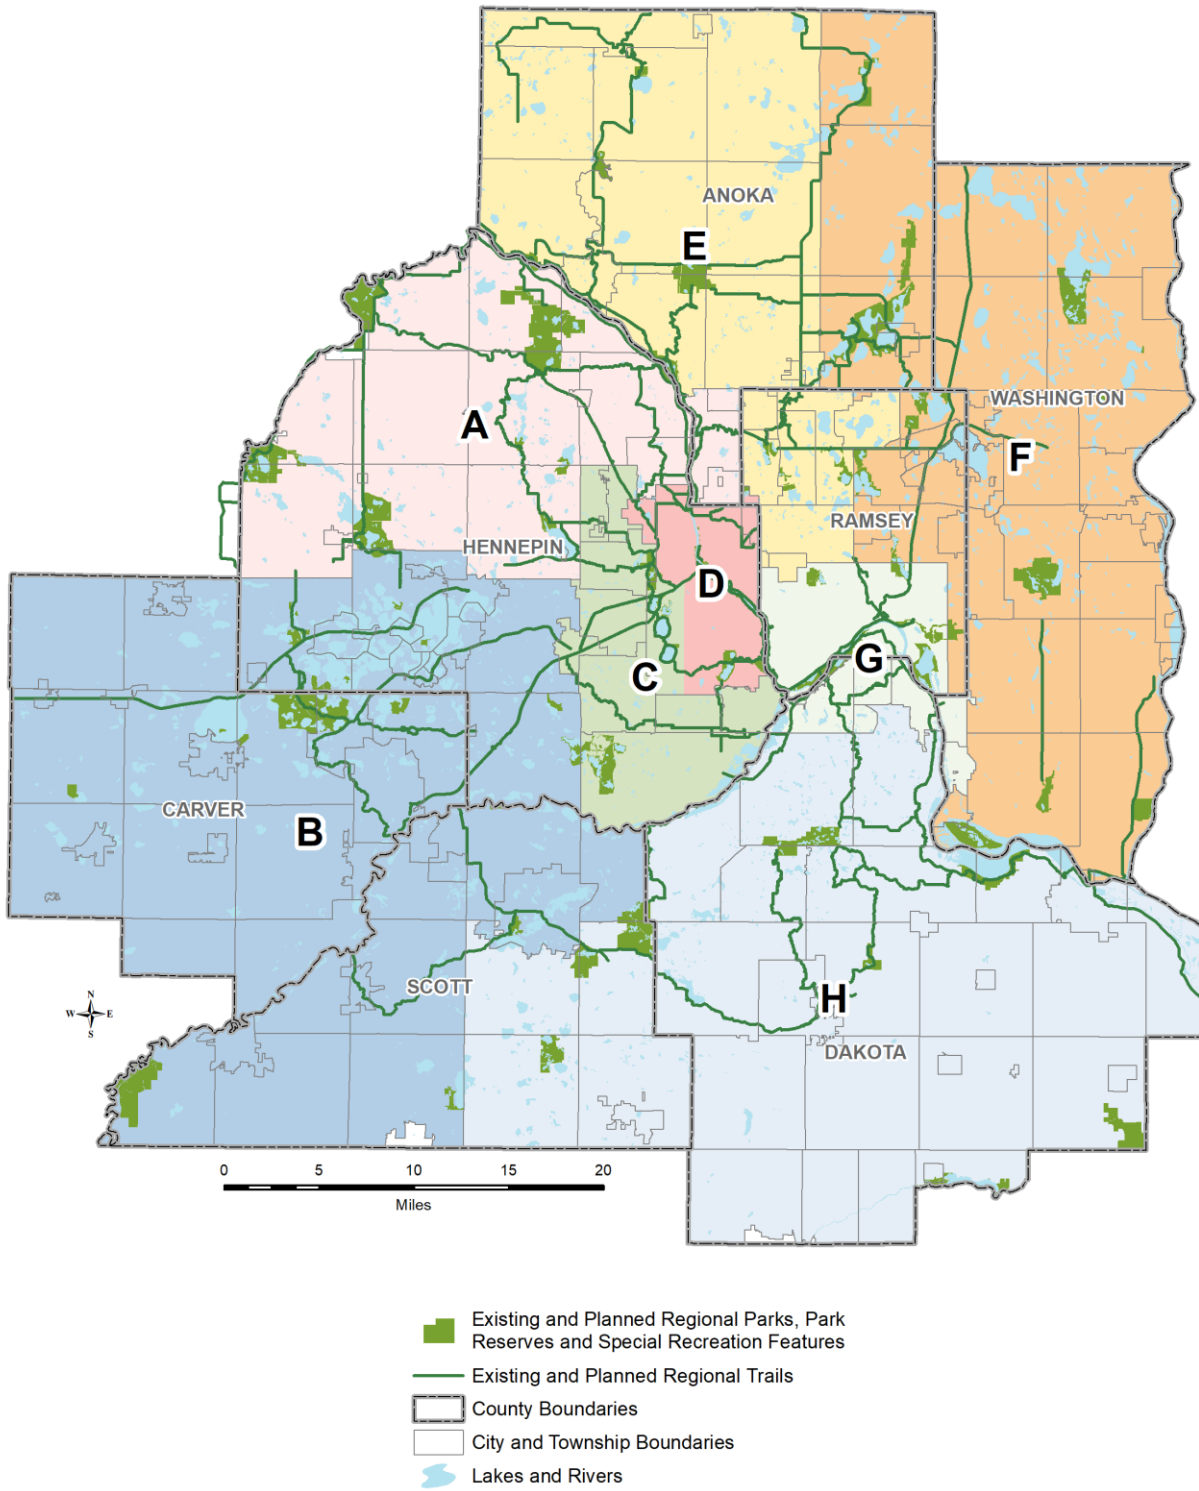 ANOKA
E
WASHINGTON
A
F
RAMSEY
HENNEPIN
D
G
C
CARVER
B
SCOTT
H
DAKOTA
N
W E
S
0 5 10 15 20
Miles
Existing and Planned Regional Parks, Park
Reserves and Special Recreation Features
Existing and Planned Regional Trails
County Boundaries
City and Township Boundaries
Lakes and Rivers